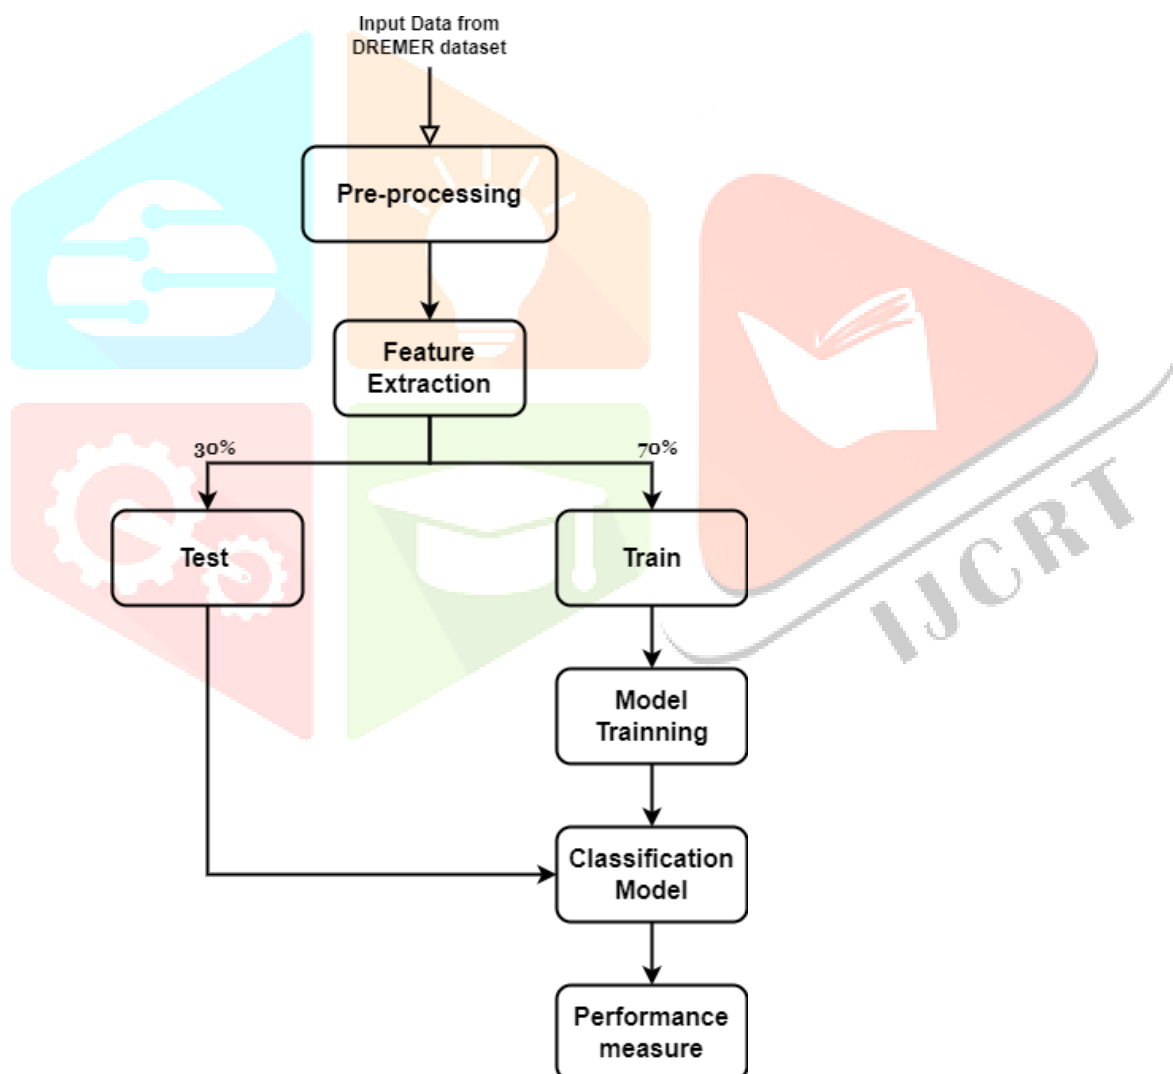 Input Data from
DREMER dataset
Pre-processing
Feature
Extraction
30%
70%
Test
Train
IJCRT
Model
Trainning
Classification
Model
Performance
measure